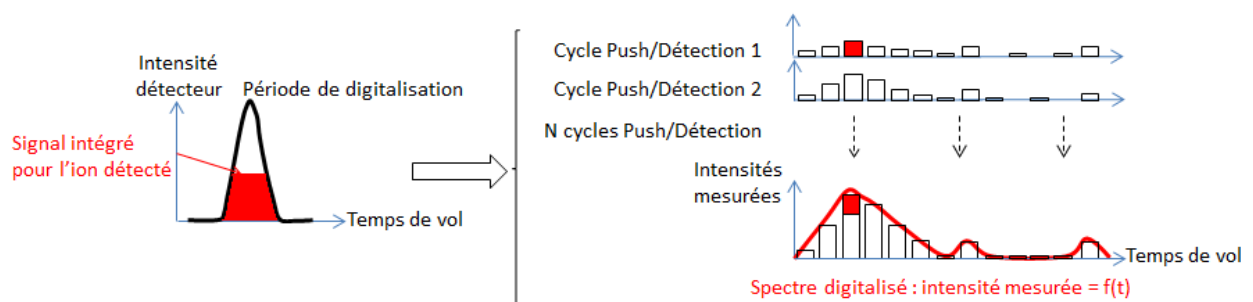 Intensité
détecteur
Période de digitalisation
Signal intégré
pour l'ion détecté
Temps de vol
Cycle Push/Détection 1
Cycle Push/Détection 2
N cycles Push/Détection
Intensités
mesurées
Temps de vol
Spectre digitalisé : intensité mesurée = f(t)